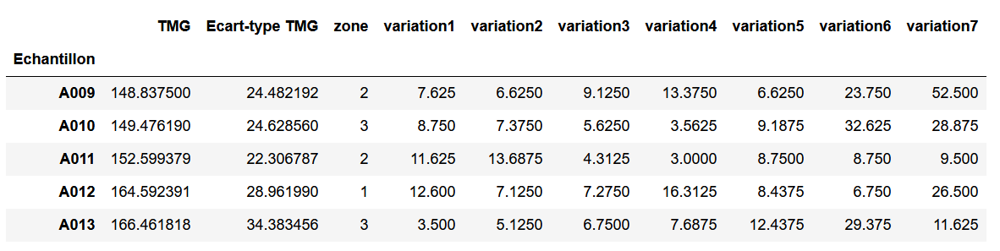 TMG Ecart-type TMG zone variation1 variation2 variation3 variation4 variation5 variation6 variation7
Echantillon
A009 148.837500 24.482192 2 7.625 6.6250 9.1250 13.3750 6.6250 23.750 52.500
A010 149.476190 24.628560 3 8.750 7.3750 5.6250 3.5625 9.1875 32.625 28.875
A011 152.599379 22.306787 2 11.625 13.6875 4.3125 3.0000 8.7500 8.750 9.500
A012 164.592391 28.961990 1 12.600 7.1250 7.2750 16.3125 8.4375 6.750 26.500
A013 166.461818 34.383456 3 3.500 5.1250 6.7500 7.6875 12.4375 29.375 11.625